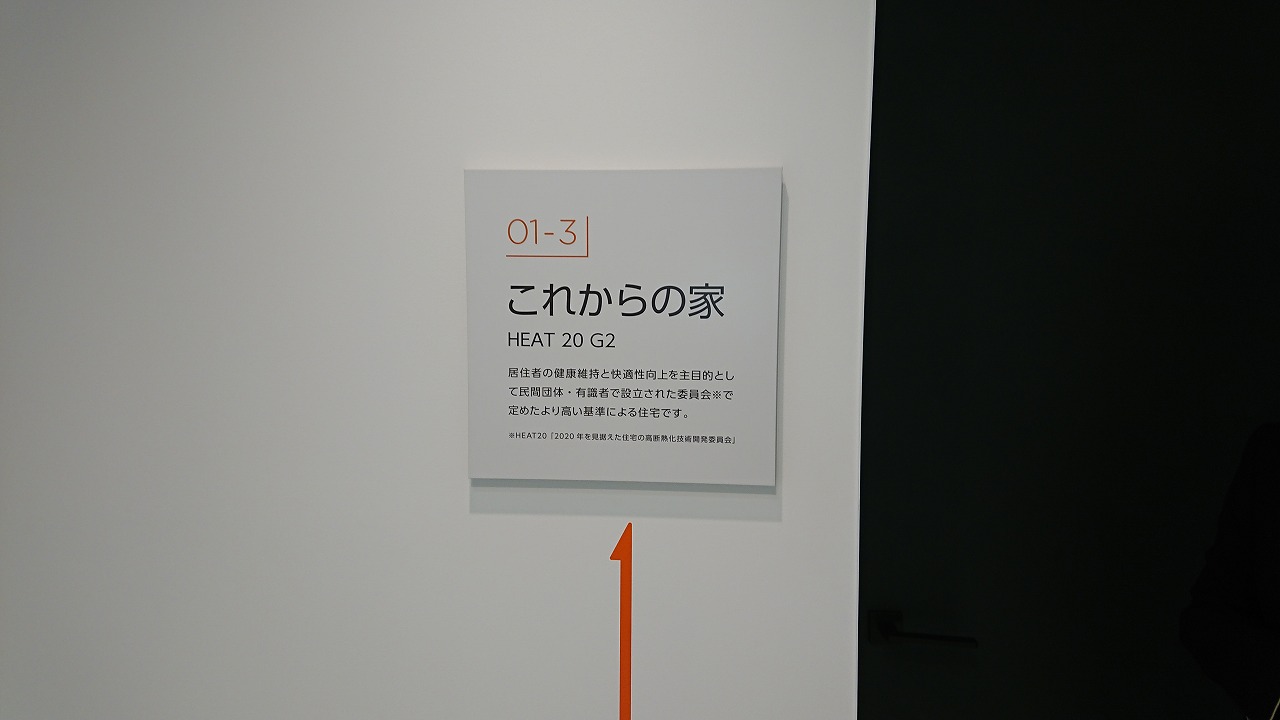 01-3
これからの家
HEAT 20 G2
居住者の健康維持と快適性向上を主目的とし
て民間団体・有識者で設立された委員会※で
定めたより高い基準による住宅です。
※HEAT20「2020年を見据えた住宅の高断熱化技術開発委員会」